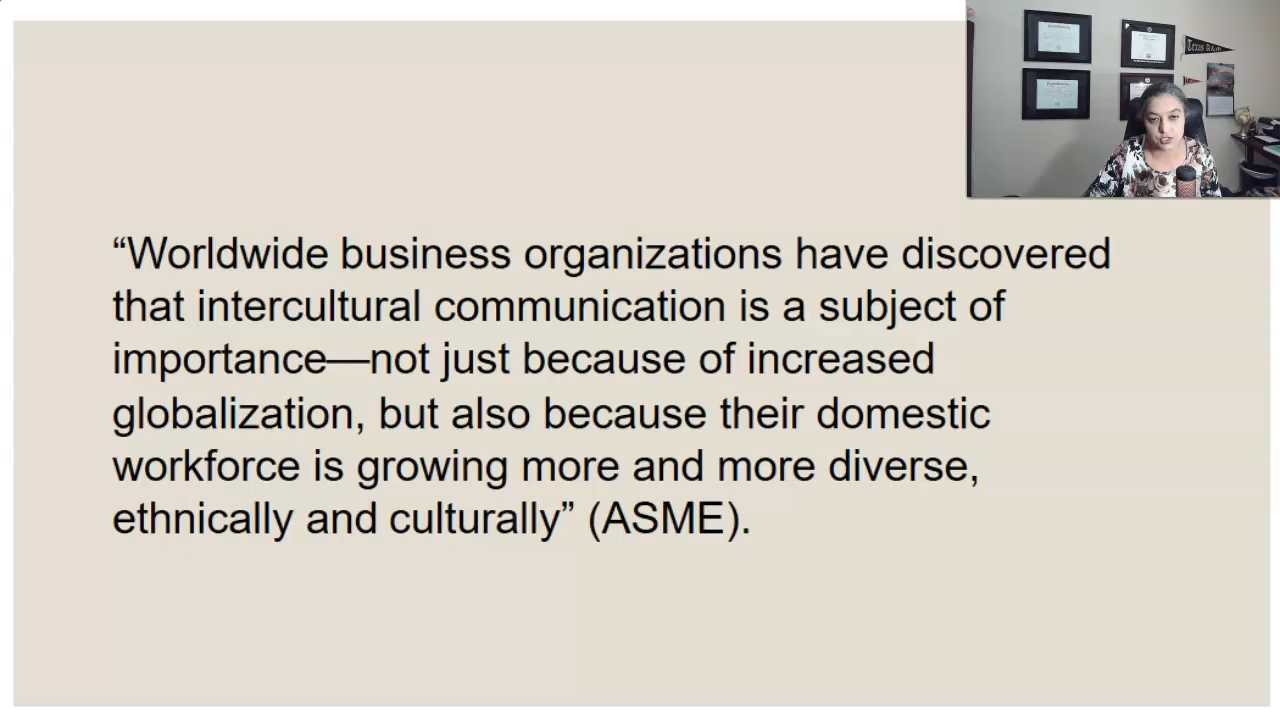 Texas A&M
“Worldwide business organizations have discovered
that intercultural communication is a subject of
importance—not just because of increased
globalization, but also because their domestic
workforce is growing more and more diverse,
ethnically and culturally” (ASME).